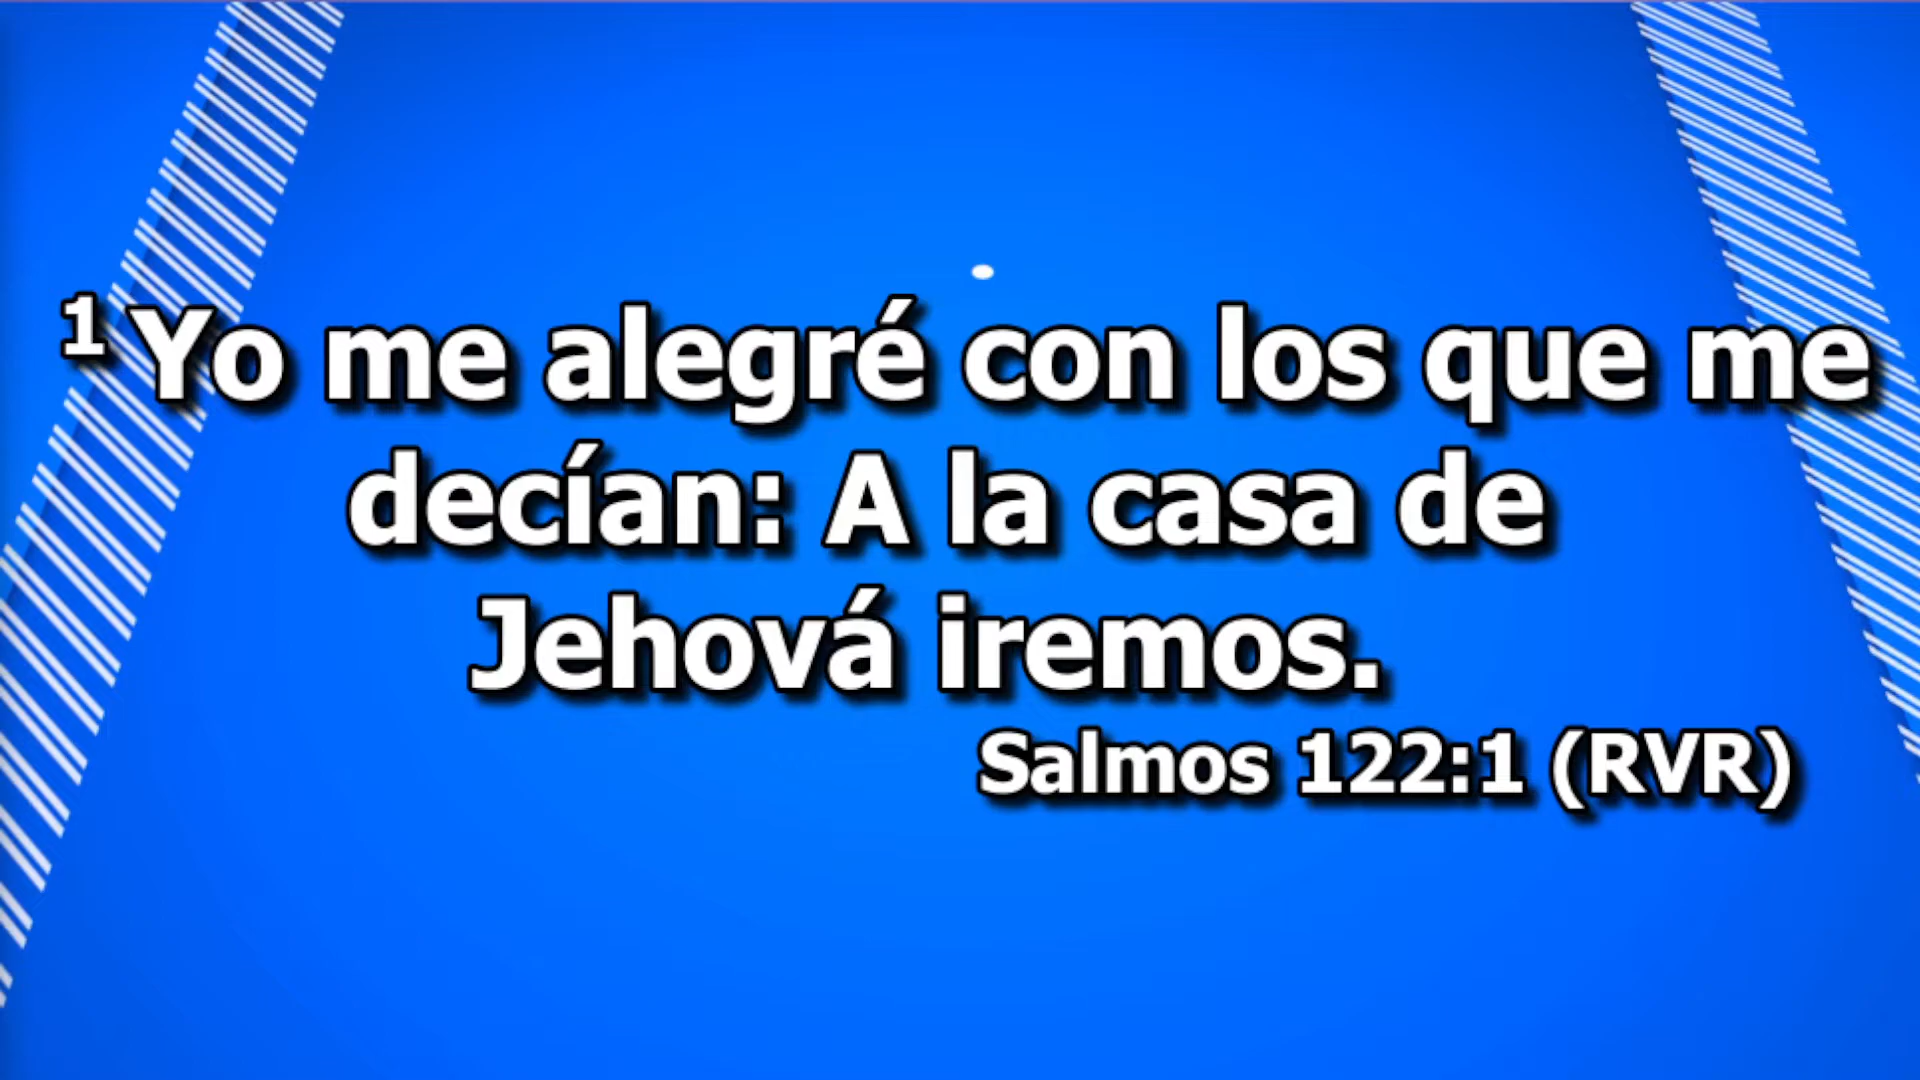 1 Yo me alegré con los que me
decían: A la casa de
Jehová iremos.
Salmos 122:1 (RVR)